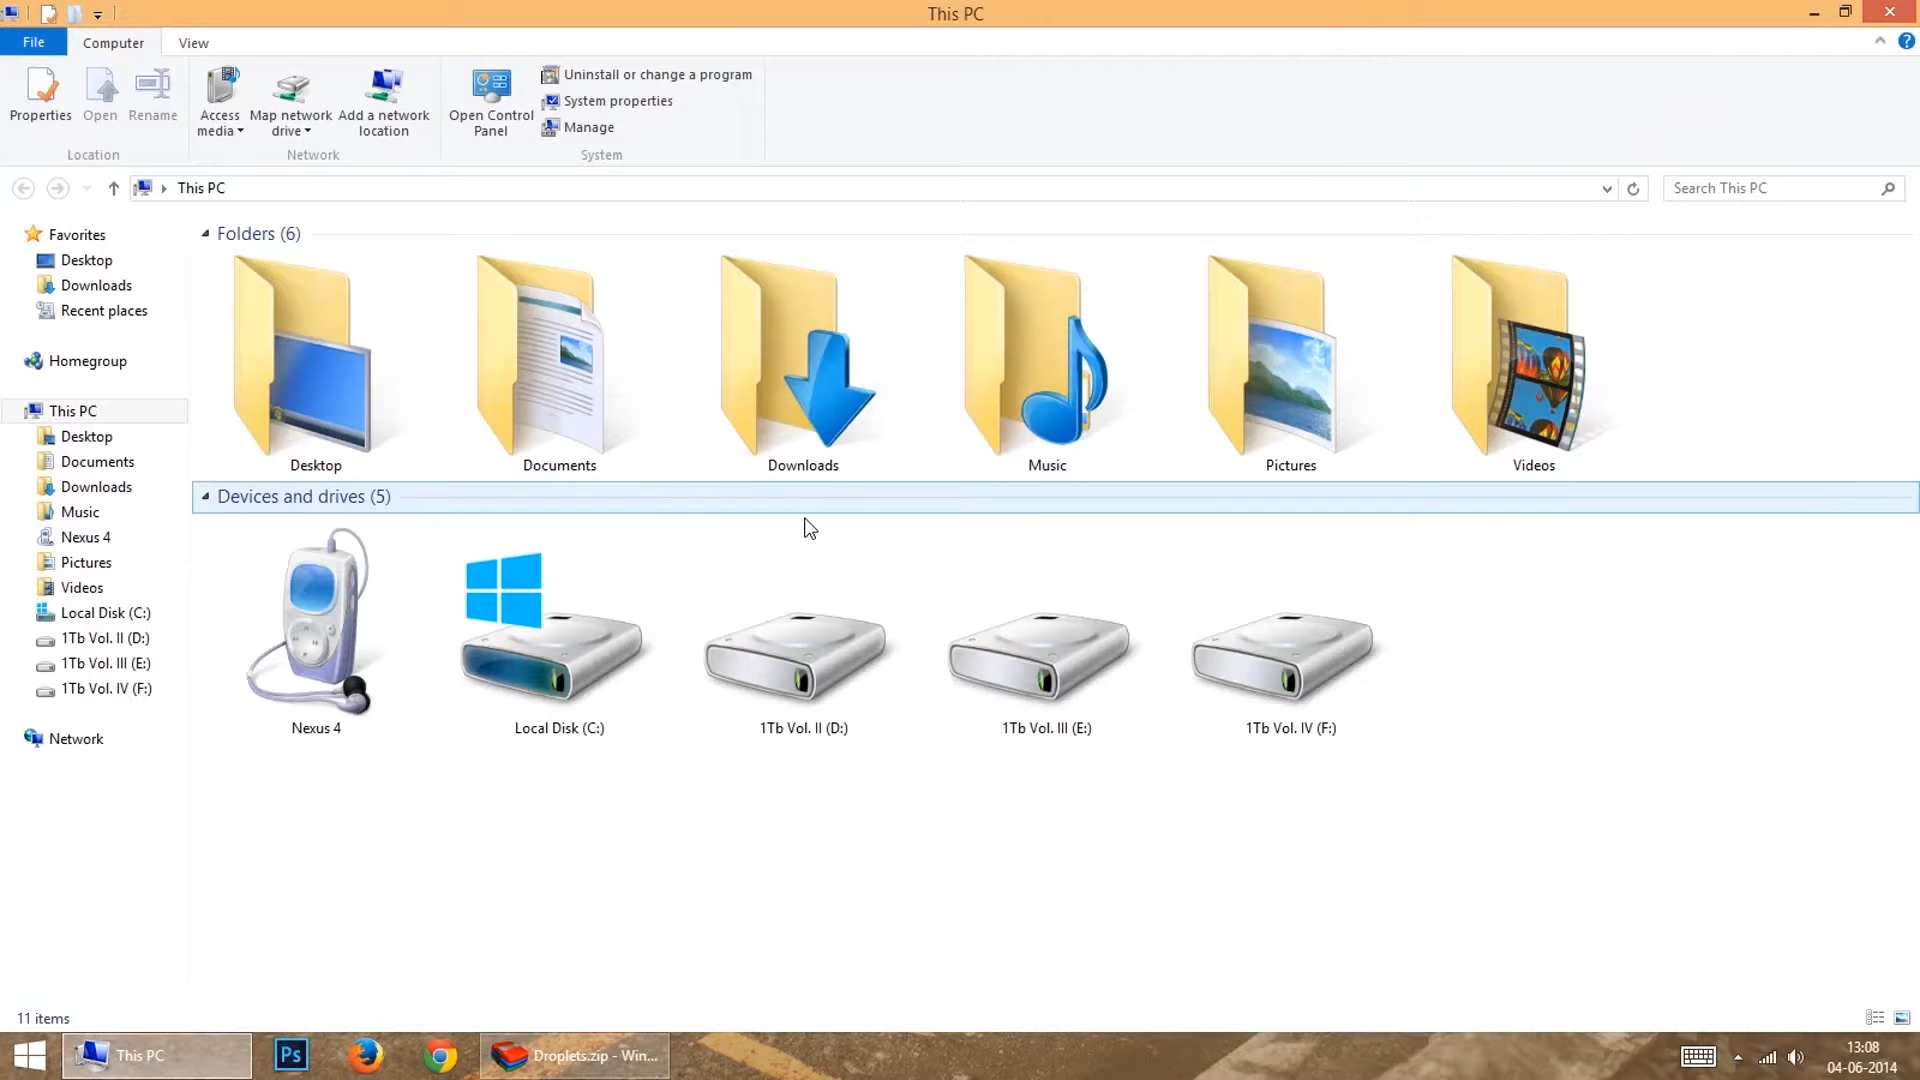 This PC
File
Computer
View
Properties
Open
Rename
Access media
Map network drive
Add a network location
Open Control Panel
Uninstall or change a program
System properties
Manage
Location
Network
System
This PC
Search This PC
Favorites
Desktop
Downloads
Recent places
Homegroup
This PC
Desktop
Documents
Downloads
Music
Nexus 4
Pictures
Videos
Local Disk (C:)
1Tb Vol. II (D:)
1Tb Vol. III (E:)
1Tb Vol. IV (F:)
Network
Folders (6)
Desktop
Documents
Downloads
Music
Pictures
Videos
Devices and drives (5)
Nexus 4
Local Disk (C:)
1Tb Vol. II (D:)
1Tb Vol. III (E:)
1Tb Vol. IV (F:)
11 items
This PC
Ps
Droplets.zip - Win...
13:08
04-06-2014